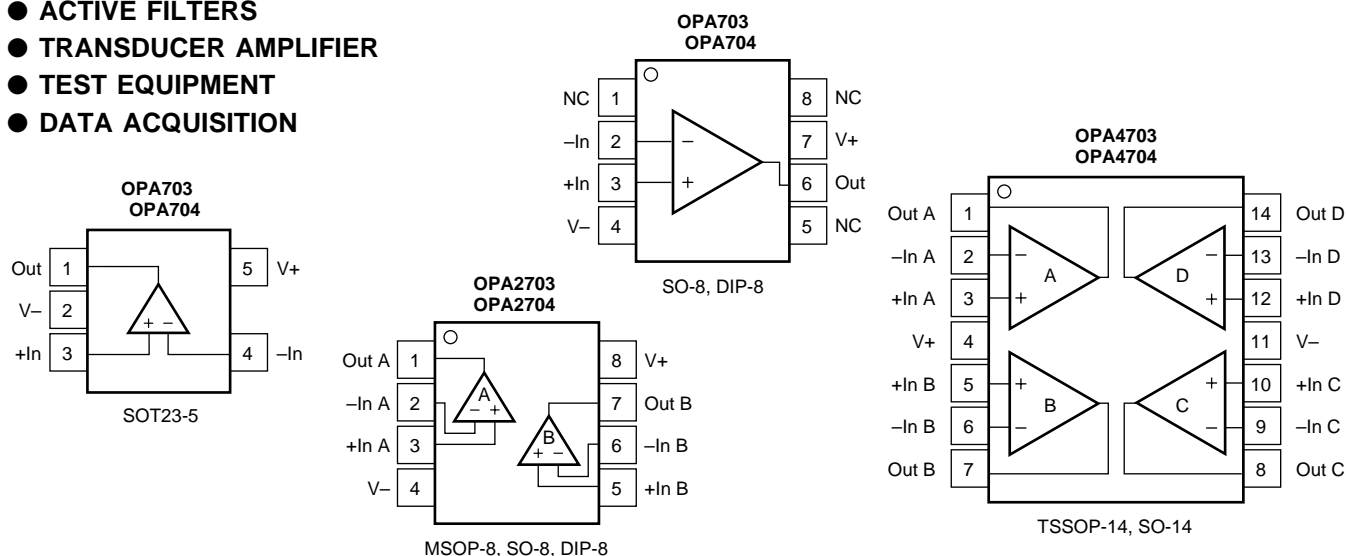 ● ACTIVE FILTERS
● TRANSDUCER AMPLIFIER
● TEST EQUIPMENT
● DATA ACQUISITION
OPA703
OPA704
Out 1
5 V+
V– 2
+In 3
4 –In
+ –
SOT23-5
OPA2703
OPA2704
Out A 1
8 V+
–In A 2
7 Out B
+In A 3
6 –In B
V– 4
5 +In B
A
– +
B
+ –
MSOP-8, SO-8, DIP-8
OPA703
OPA704
NC 1
8 NC
–In 2
7 V+
+In 3
6 Out
V– 4
5 NC
–
+
SO-8, DIP-8
OPA4703
OPA4704
Out A 1
14 Out D
–In A 2
13 –In D
+In A 3
12 +In D
V+ 4
11 V–
+In B 5
10 +In C
–In B 6
9 –In C
Out B 7
8 Out C
–
A
+
–
D
+
+
B
–
+
C
–
TSSOP-14, SO-14